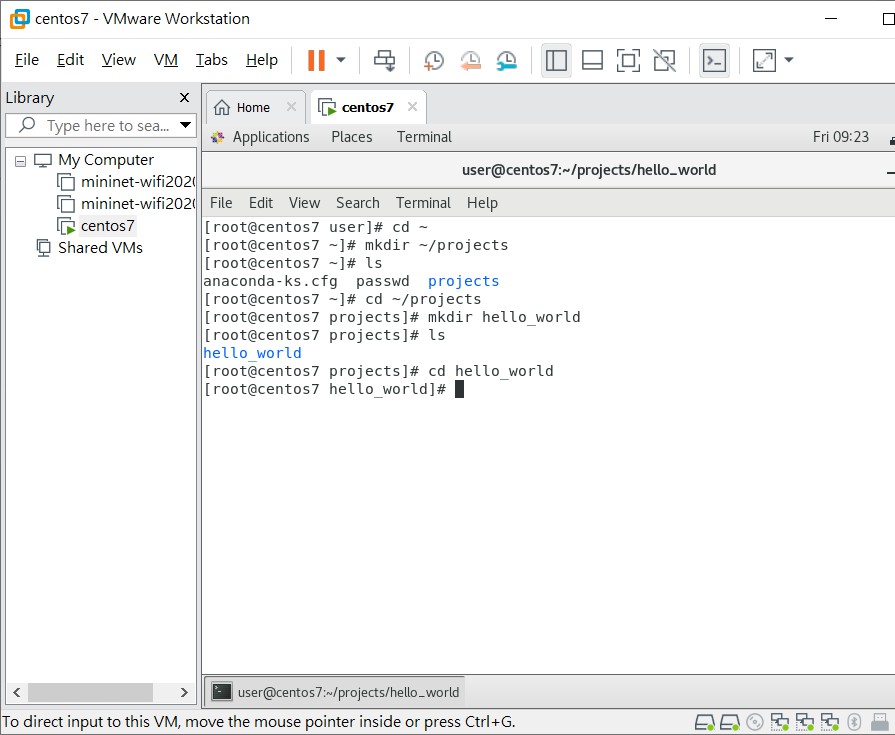 centos7 - VMware Workstation
File Edit View VM Tabs Help
Library
Type here to sea...
My Computer
mininet-wifi202
mininet-wifi202
centos7
Shared VMs
Home
centos7
Applications Places Terminal Fri 09:23
user@centos7:~/projects/hello_world
File Edit View Search Terminal Help
[root@centos7 user]# cd ~
[root@centos7 ~]# mkdir ~/projects
[root@centos7 ~]# ls
anaconda-ks.cfg passwd projects
[root@centos7 ~]# cd ~/projects
[root@centos7 projects]# mkdir hello_world
[root@centos7 projects]# ls
hello_world
[root@centos7 projects]# cd hello_world
[root@centos7 hello_world]#
user@centos7:~/projects/hello_world
To direct input to this VM, move the mouse pointer inside or press Ctrl+G.